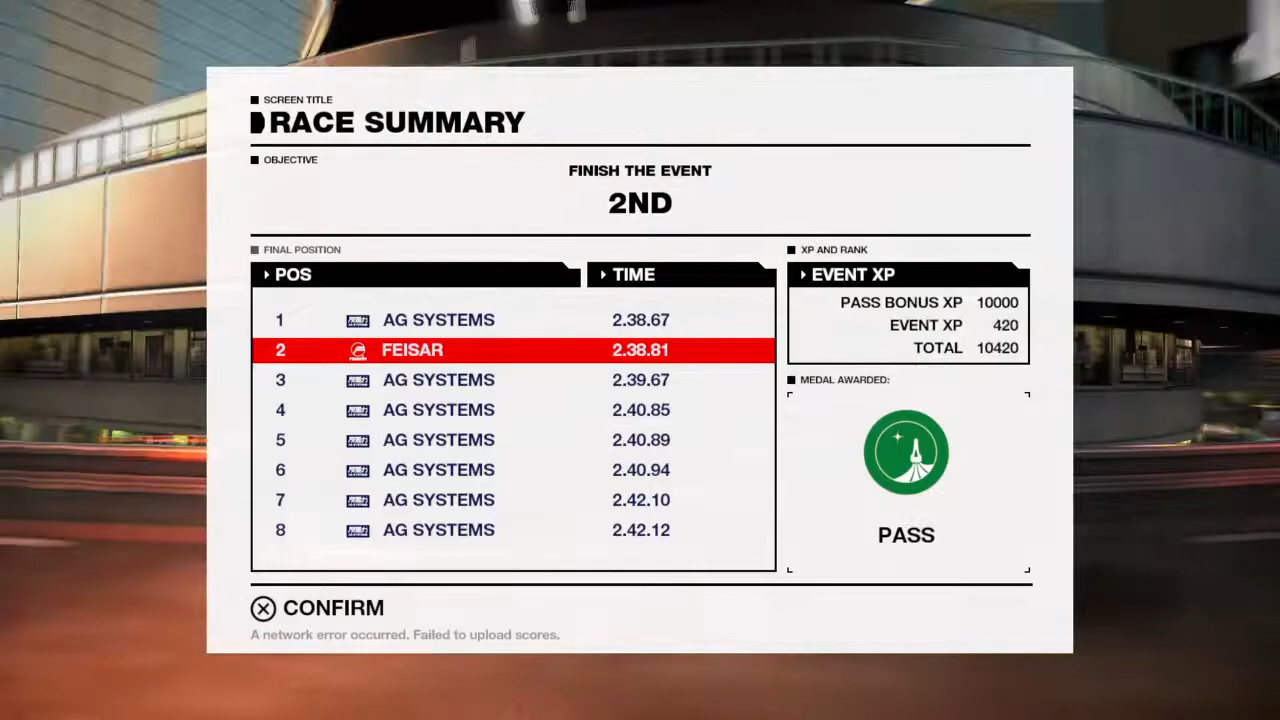 SCREEN TITLE
RACE SUMMARY
OBJECTIVE
FINISH THE EVENT
2ND
FINAL POSITION
POS TIME
1 AG SYSTEMS 2.38.67
2 FEISAR 2.38.81
3 AG SYSTEMS 2.39.67
4 AG SYSTEMS 2.40.85
5 AG SYSTEMS 2.40.89
6 AG SYSTEMS 2.40.94
7 AG SYSTEMS 2.42.10
8 AG SYSTEMS 2.42.12
XP AND RANK
EVENT XP
PASS BONUS XP 10000
EVENT XP 420
TOTAL 10420
MEDAL AWARDED:
PASS
CONFIRM
A network error occurred. Failed to upload scores.